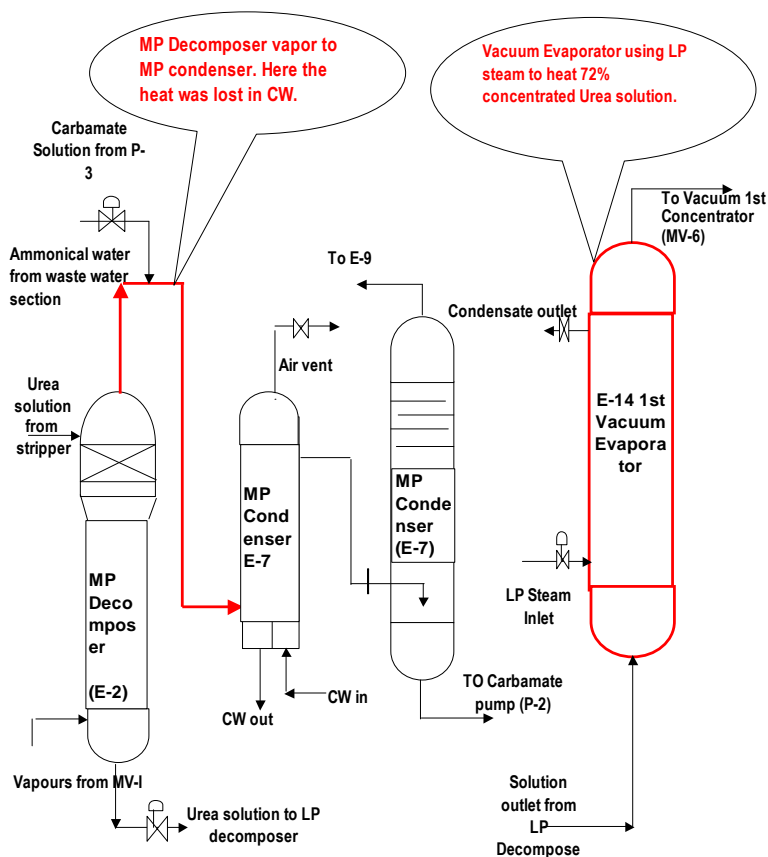 MP Decomposer vapor to
MP condenser. Here the
heat was lost in CW.
Vacuum Evaporator using LP
steam to heat 72%
concentrated Urea solution.
Carbamate
Solution from P-
3
To Vacuum 1st
Concentrator
(MV-6)
Ammonical water
from waste water
section
To E-9
Condensate outlet
Air vent
Urea
solution
from
stripper
E-14 1st
Vacuum
Evapora
tor
MP
Cond
enser
E-7
MP
Conde
nser
(E-7)
MP
Deco
mpos
er
(E-2)
LP Steam
Inlet
CW in
CW out
TO Carbamate
pump (P-2)
Vapours from MV-I
Solution
outlet from
LP
Decompose
Urea solution to LP
decomposer